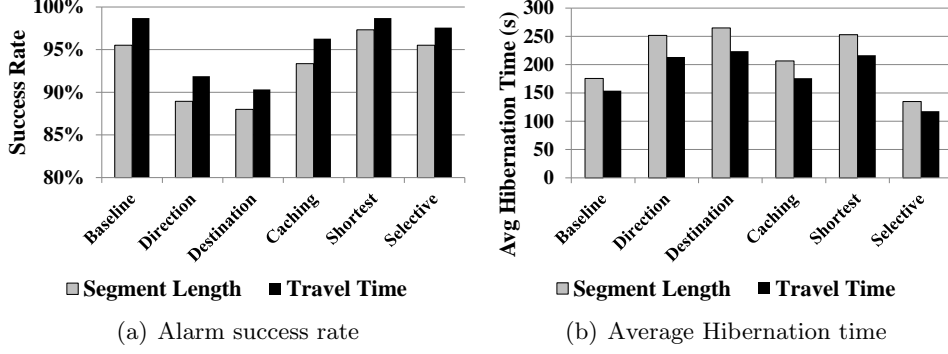 100%
95%
90%
85%
80%
Success Rate
Baseline
Direction
Destination
Caching
Shortest
Selective
Segment Length
Travel Time
(a) Alarm success rate
300
250
200
150
100
50
0
Avg Hibernation Time (s)
Baseline
Direction
Destination
Caching
Shortest
Selective
Segment Length
Travel Time
(b) Average Hibernation time